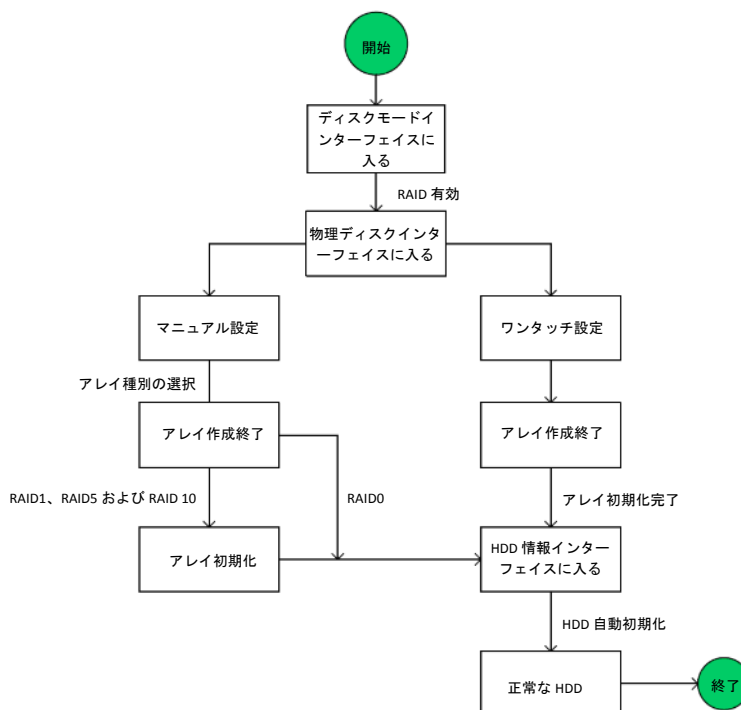 開始
ディスクモードイ
ンターフェイスに
入る
RAID 有効
物理ディスクインタ
ーフェイスに入る
マニュアル設定
ワンタッチ設定
アレイ種別の選択
アレイ作成終了
アレイ作成終了
RAID1、RAID5 および RAID 10
RAID0
アレイ初期化完了
アレイ初期化
HDD 情報インター
フェイスに入る
HDD 自動初期化
正常な HDD
終了